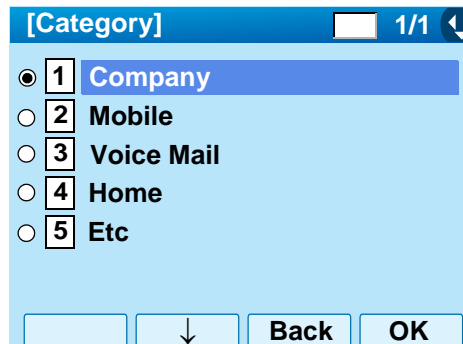 [Category] 1/1
1 Company
2 Mobile
3 Voice Mail
4 Home
5 Etc
↓ Back OK